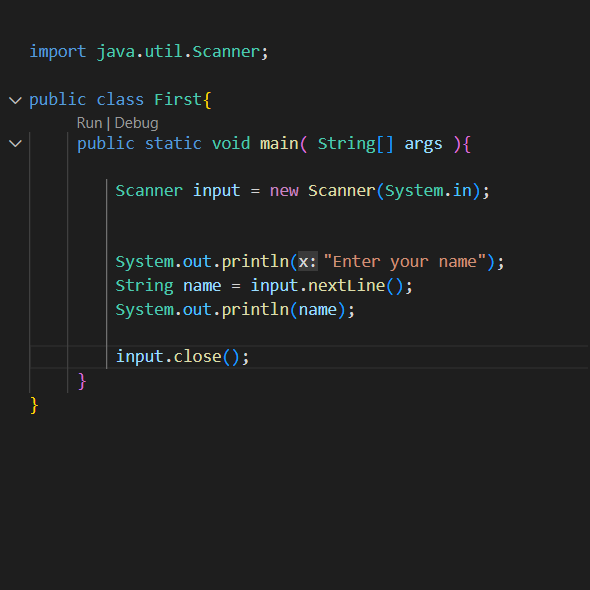 import java.util.Scanner;
public class First{
Run | Debug
public static void main( String[] args ){
Scanner input = new Scanner(System.in);
System.out.println(x: "Enter your name");
String name = input.nextLine();
System.out.println(name);
input.close();
}
}